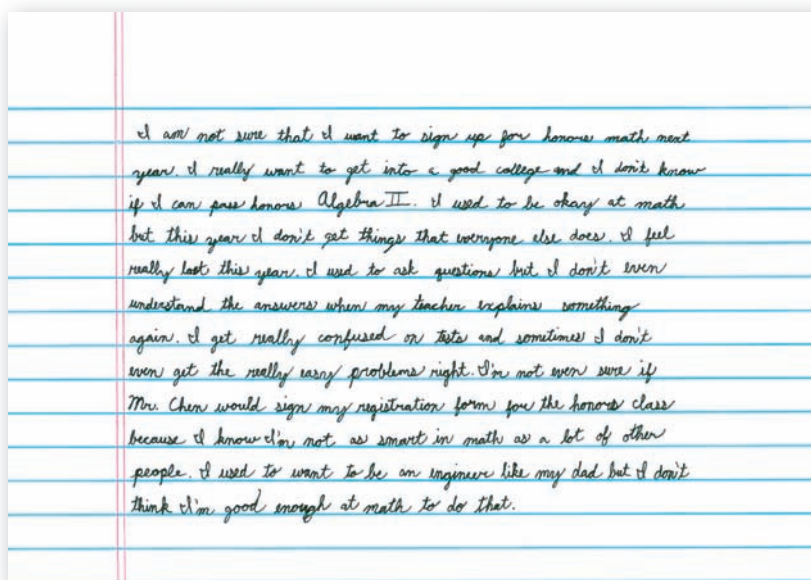 I am not sure that I want to sign up for honors math next
year. I really want to get into a good college and I don't know
if I can pass honors Algebra II. I used to be okay at math
but this year I don't get things that everyone else does. I feel
really lost this year. I used to ask questions but I don't even
understand the answers when my teacher explains something
again. I get really confused on tests and sometimes I don't
even get the really easy problems right. I'm not even sure if
Mr. Chen would sign my registration form for the honors class
because I know I'm not as smart in math as a lot of other
people. I used to want to be an engineer like my dad but I don't
think I'm good enough at math to do that.